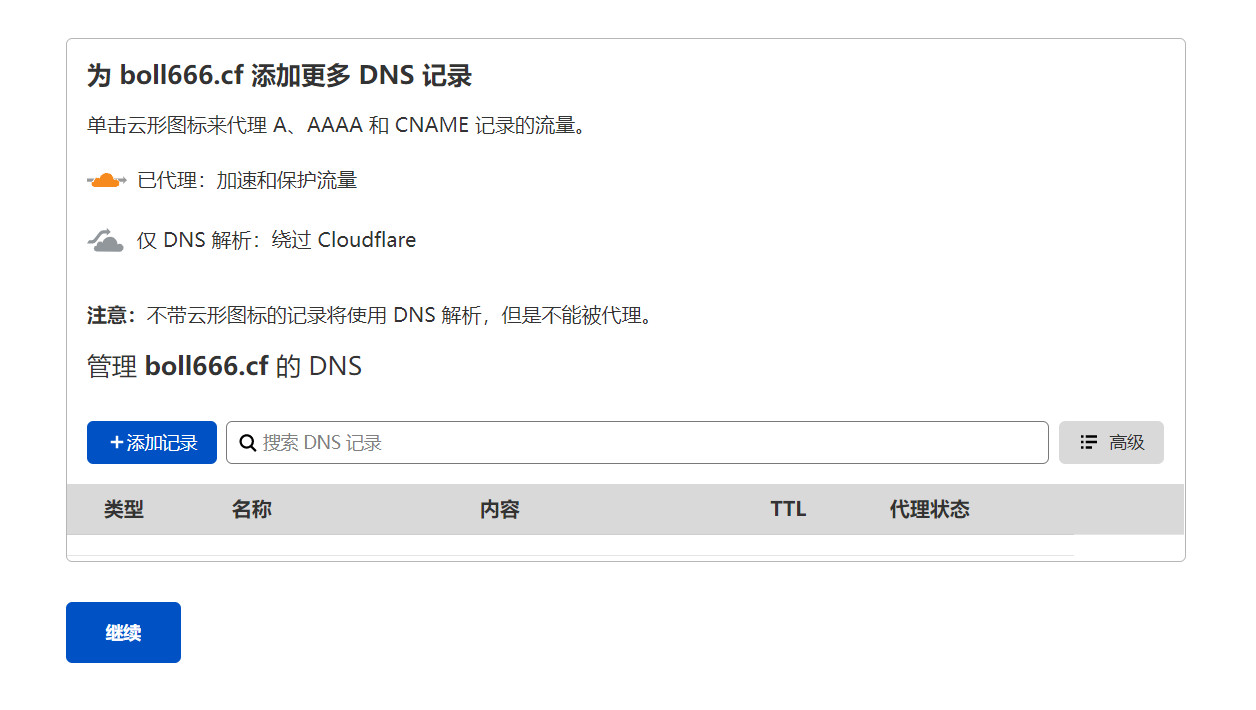 为 boll666.cf 添加更多 DNS 记录
单击云形图标来代理 A、AAAA 和 CNAME 记录的流量。
已代理：加速和保护流量
仅 DNS 解析：绕过 Cloudflare
注意：不带云形图标的记录将使用 DNS 解析，但是不能被代理。
管理 boll666.cf 的 DNS
+添加记录 搜索 DNS 记录 高级
类型 名称 内容 TTL 代理状态
继续